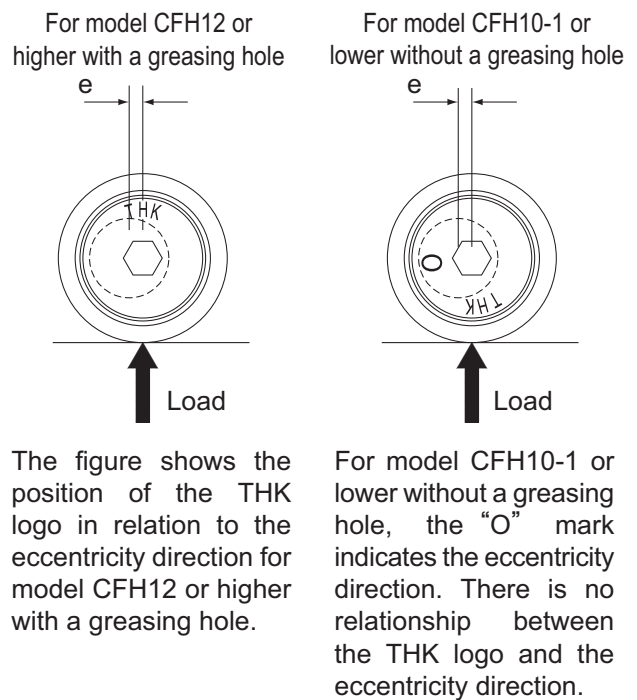 For model CFH12 or
higher with a greasing hole
e
THK
Load
The figure shows the
position of the THK
logo in relation to the
eccentricity direction for
model CFH12 or higher
with a greasing hole.
For model CFH10-1 or
lower without a greasing hole
e
O
THK
Load
For model CFH10-1 or
lower without a greasing
hole, the “O” mark
indicates the eccentricity
direction. There is no
relationship between
the THK logo and the
eccentricity direction.